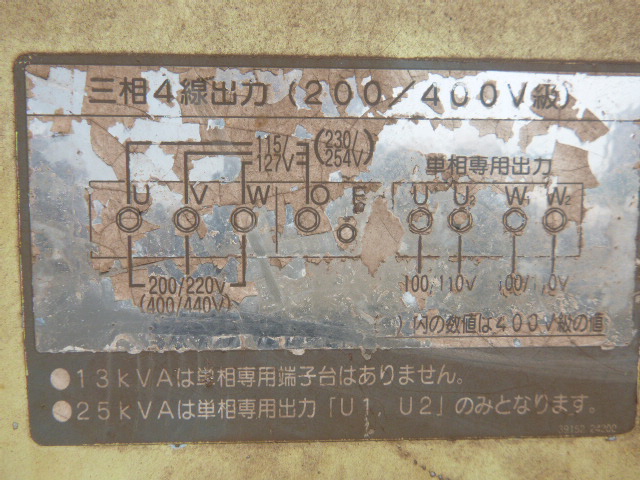 三相4線出力(200/400V級)
115/ (230/
127V 254V)
単相専用出力
U V W O U U₂ W₁ W₂
200/220V
(400/440V)
100/110V
)内の数値は400V級の値
●13kVAは単相専用端子台はありません。
●25kVAは単相専用出力「U1, U2」のみとなります。
39152 24200